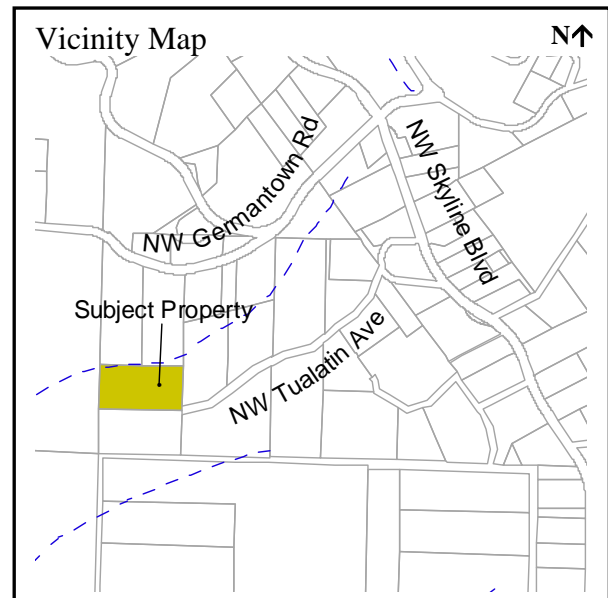 Vicinity Map
N
NW Skyline Blvd
NW Germantown Rd
Subject Property
NW Tualatin Ave